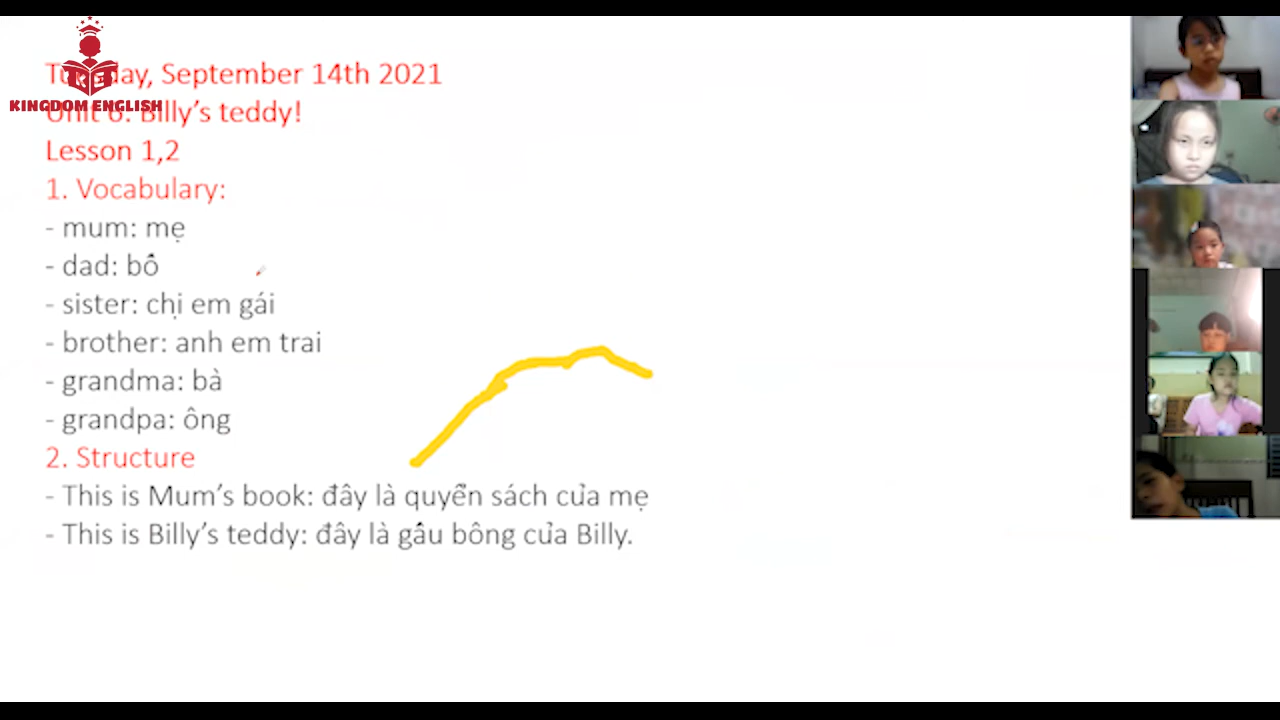 Tuesday, September 14th 2021
KINGDOM ENGLISH
Unit 6: Billy's teddy!
Lesson 1,2
1. Vocabulary:
- mum: mẹ
- dad: bố
- sister: chị em gái
- brother: anh em trai
- grandma: bà
- grandpa: ông
2. Structure
- This is Mum's book: đây là quyển sách của mẹ
- This is Billy's teddy: đây là gấu bông của Billy.